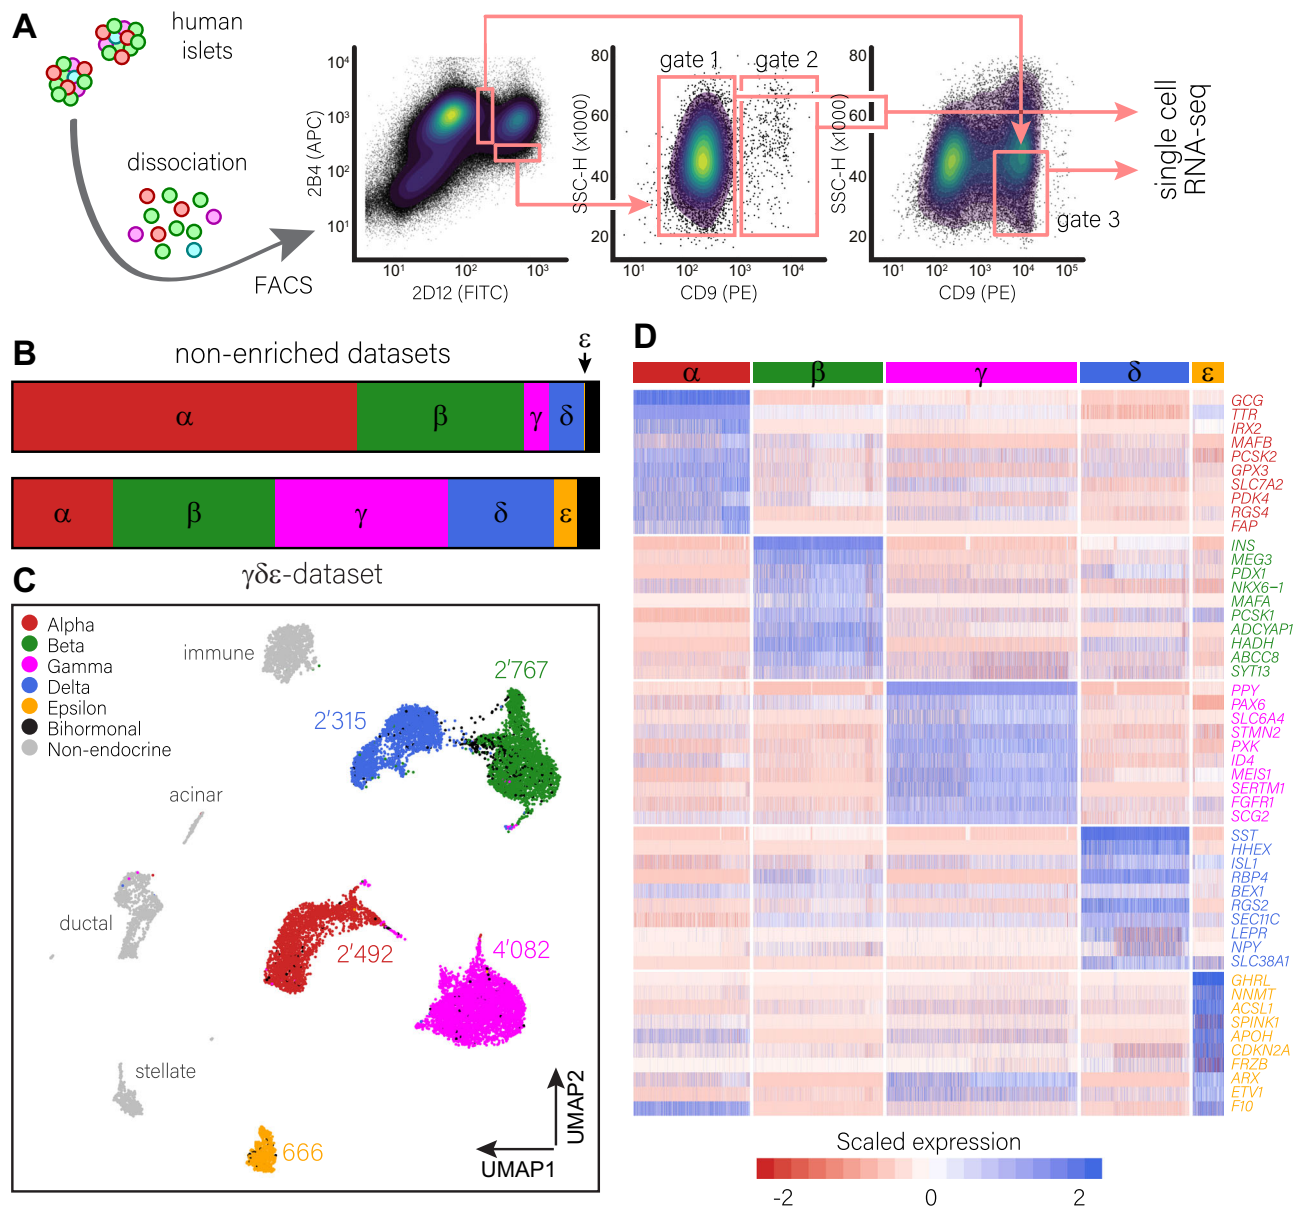 A
human
islets
dissociation
FACS
10⁴
10³
10²
10¹
2B4 (APC)
10¹
10²
10³
2D12 (FITC)
80
60
40
20
SSC-H (x1000)
gate 1
gate 2
10¹
10²
10³
10⁴
CD9 (PE)
80
60
40
20
SSC-H (x1000)
gate 3
10¹
10²
10³
10⁴
10⁵
CD9 (PE)
single cell
RNA-seq
B
non-enriched datasets
ε
α
β
γ
δ
α
β
γ
δ
ε
γδε-dataset
C
Alpha
Beta
Gamma
Delta
Epsilon
Bihormonal
Non-endocrine
immune
2'767
2'315
acinar
ductal
2'492
4'082
stellate
666
UMAP1
UMAP2
D
α
β
γ
δ
ε
GCG
TTR
IRX2
MAFB
PCSK2
GPX3
SLC7A2
PDK4
RGS4
FAP
INS
MEG3
PDX1
NKX6−1
MAFA
PCSK1
ADCYAP1
HADH
ABCC8
SYT13
PPY
PAX6
SLC6A4
STMN2
PXK
ID4
MEIS1
SERTM1
FGFR1
SCG2
SST
HHEX
ISL1
RBP4
BEX1
RGS2
SEC11C
LEPR
NPY
SLC38A1
GHRL
NNMT
ACSL1
SPINK1
APOH
CDKN2A
FRZB
ARX
ETV1
F10
Scaled expression
-2
0
2